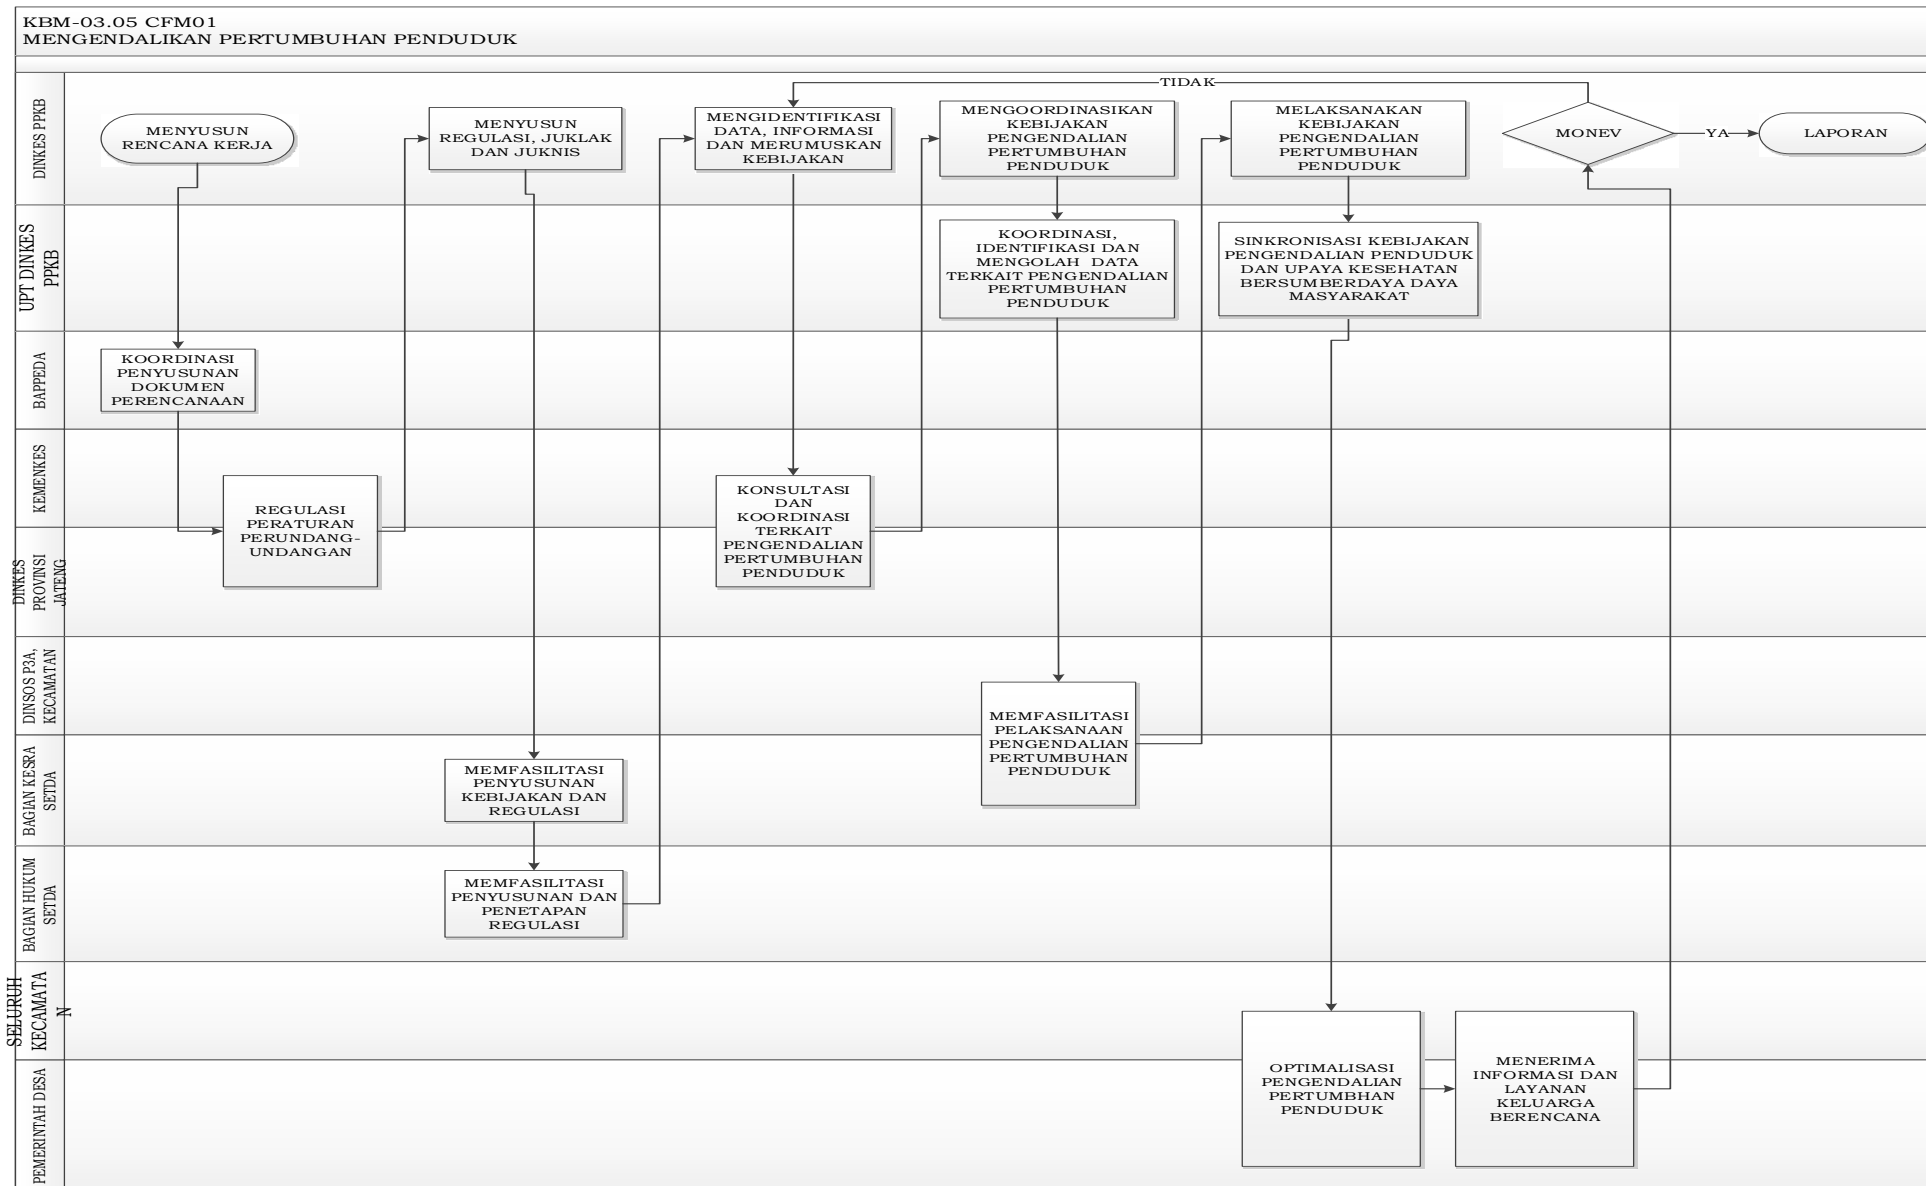 KBM-03.05 CFM01
MENGENDALIKAN PERTUMBUHAN PENDUDUK
DINKES PPKB
MENYUSUN
RENCANA KERJA
MENYUSUN
REGULASI, JUKLAK
DAN JUKNIS
MENGIDENTIFIKASI
DATA, INFORMASI
DAN MERUMUSKAN
KEBIJAKAN
MENGOORDINASIKAN
KEBIJAKAN
PENGENDALIAN
PERTUMBUHAN
PENDUDUK
MELAKSANAKAN
KEBIJAKAN
PENGENDALIAN
PERTUMBUHAN
PENDUDUK
TIDAK
MONEV
YA
LAPORAN
UPT DINKES
PPKB
KOORDINASI,
IDENTIFIKASI DAN
MENGOLAH DATA
TERKAIT PENGENDALIAN
PERTUMBUHAN
PENDUDUK
SINKRONISASI KEBIJAKAN
PENGENDALIAN PENDUDUK
DAN UPAYA KESEHATAN
BERSUMBERDAYA DAYA
MASYARAKAT
BAPPEDA
KOORDINASI
PENYUSUNAN
DOKUMEN
PERENCANAAN
KEMENKES
REGULASI
PERATURAN
PERUNDANG-
UNDANGAN
KONSULTASI
DAN
KOORDINASI
TERKAIT
PENGENDALIAN
PERTUMBUHAN
PENDUDUK
DINKES
PROVINSI
JATENG
DINSOS P3A,
KECAMATAN
MEMFASILITASI
PELAKSANAAN
PENGENDALIAN
PERTUMBUHAN
PENDUDUK
BAGIAN KESRA
SETDA
MEMFASILITASI
PENYUSUNAN
KEBIJAKAN DAN
REGULASI
BAGIAN HUKUM
SETDA
MEMFASILITASI
PENYUSUNAN DAN
PENETAPAN
REGULASI
SELURUH
KECAMATA
N
OPTIMALISASI
PENGENDALIAN
PERTUMBHAN
PENDUDUK
MENERIMA
INFORMASI DAN
LAYANAN
KELUARGA
BERENCANA
PEMERINTAH DESA